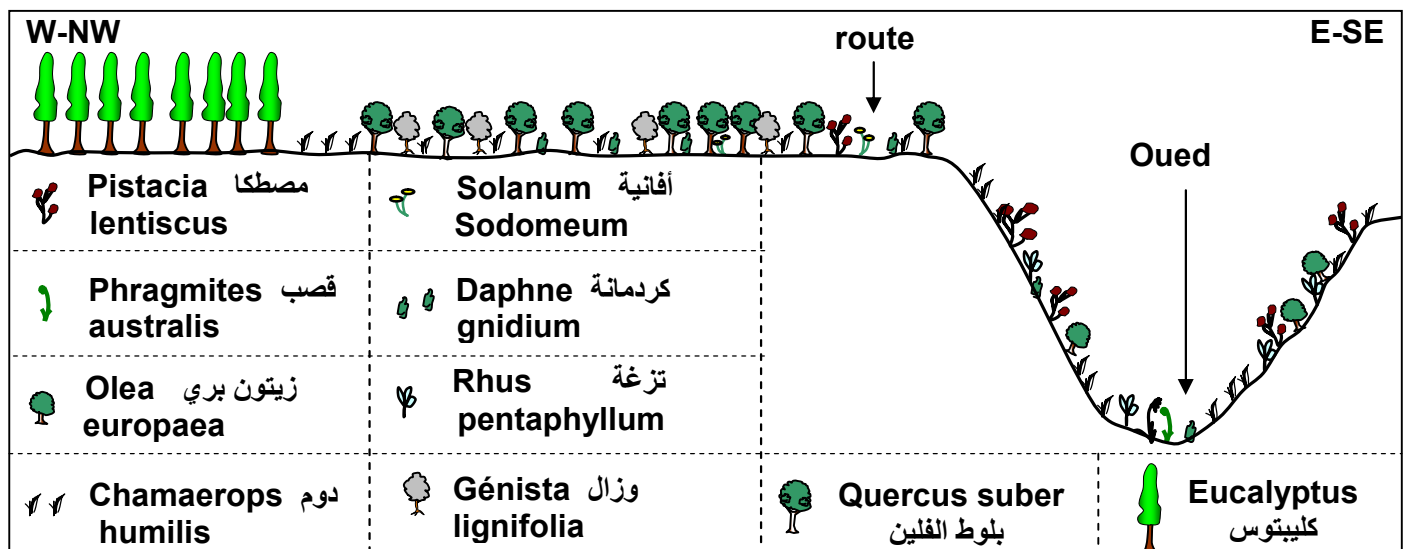 W-NW
route
E-SE
Oued
Pistacia مصطكا
lentiscus
Solanum أفانية
Sodomeum
Phragmites قصب
australis
Daphne كردمانة
gnidium
Olea زيتون بري
europaea
Rhus تزغة
pentaphyllum
Chamaerops دوم
humilis
Génista وزال
lignifolia
Quercus suber
بلوط الفلين
Eucalyptus
كليبتوس